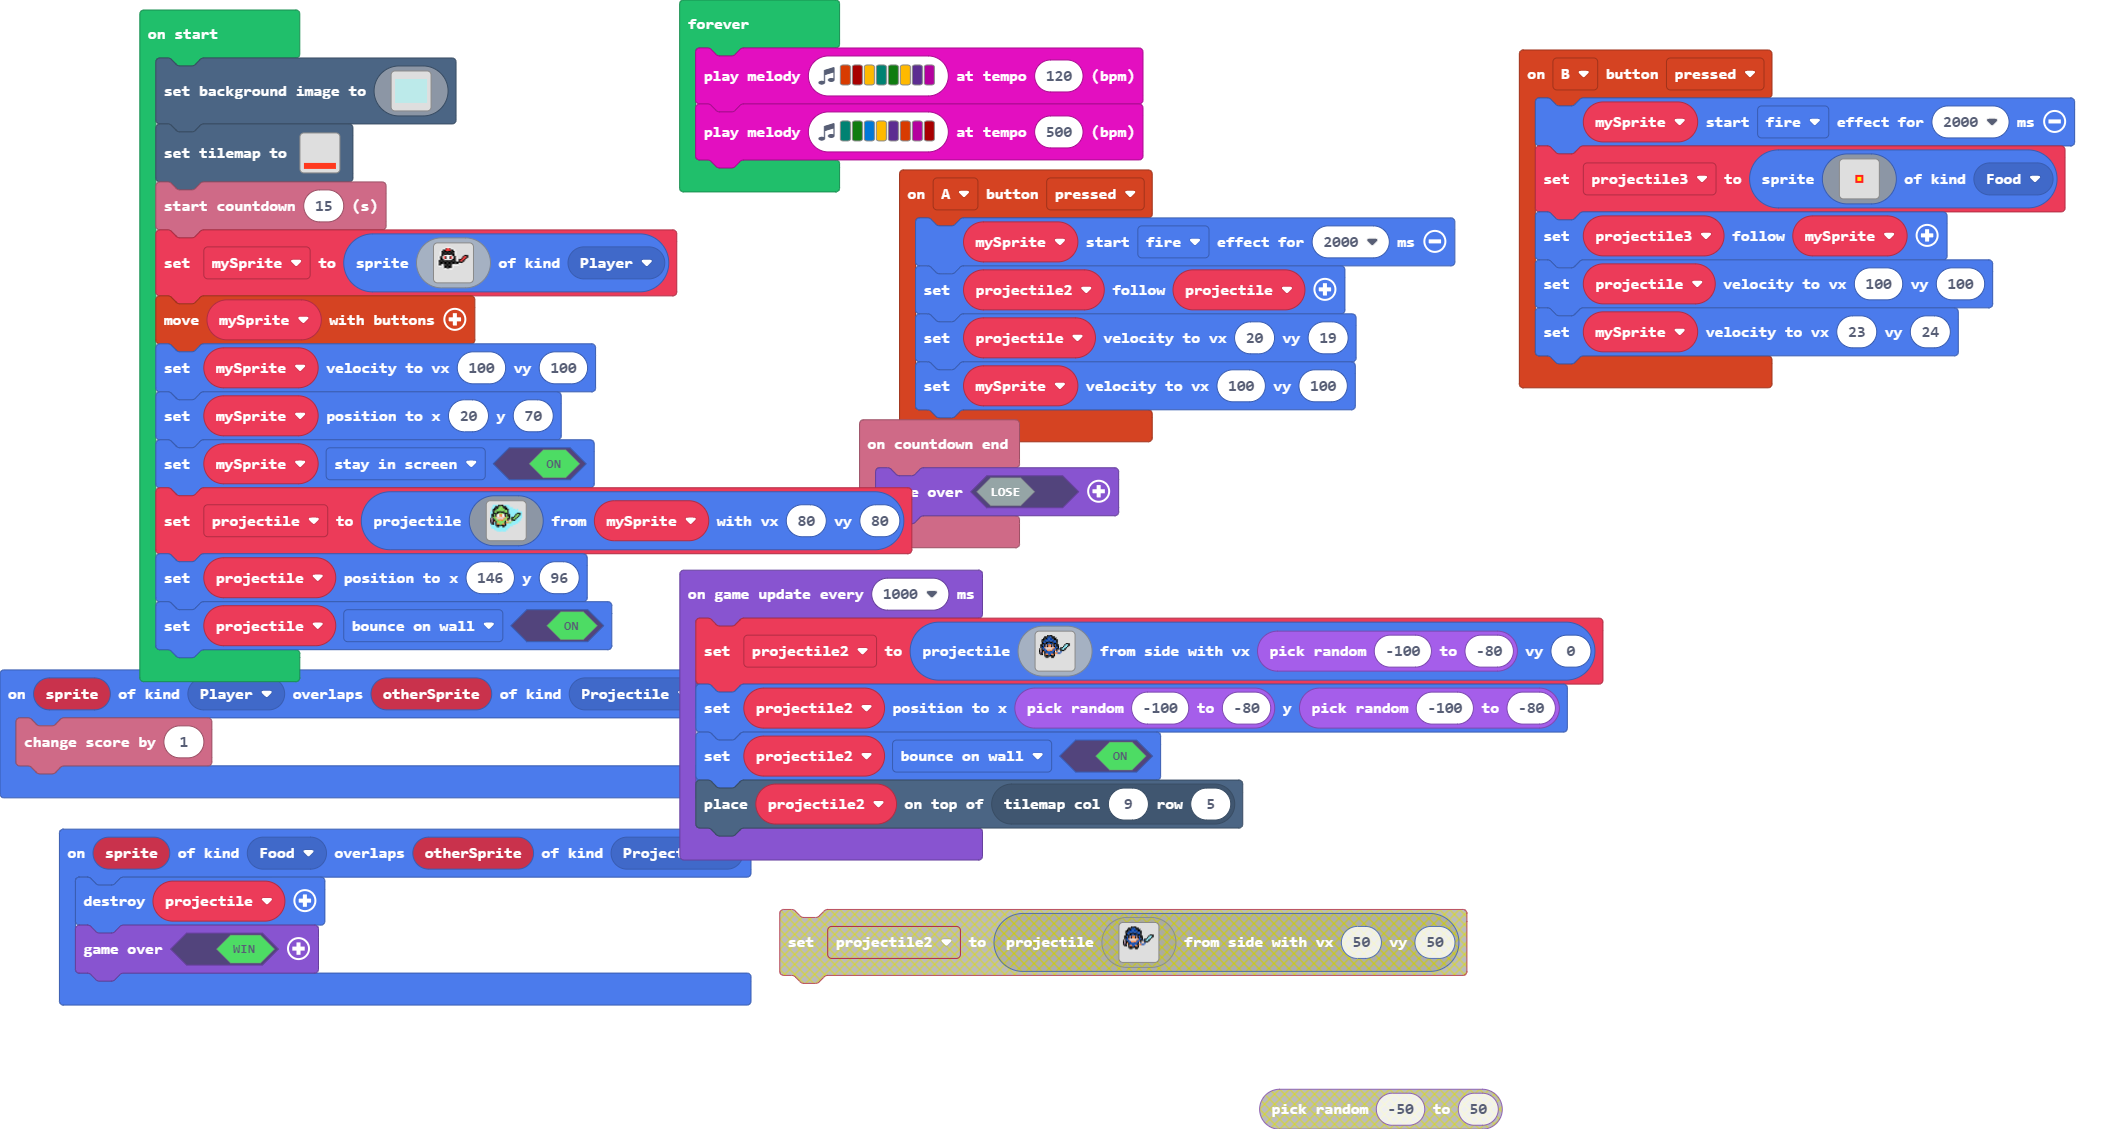 on start
set background image to
set tilemap to
start countdown 15 (s)
set mySprite to sprite of kind Player
move mySprite with buttons
set mySprite velocity to vx 100 vy 100
set mySprite position to x 20 y 70
set mySprite stay in screen ON
set projectile to projectile from mySprite with vx 80 vy 80
set projectile position to x 146 y 96
set projectile bounce on wall ON
forever
play melody at tempo 120 (bpm)
play melody at tempo 500 (bpm)
on A button pressed
mySprite start fire effect for 2000 ms
set projectile2 follow projectile
set projectile velocity to vx 20 vy 19
set mySprite velocity to vx 100 vy 100
on B button pressed
mySprite start fire effect for 2000 ms
set projectile3 to sprite of kind Food
set projectile3 follow mySprite
set projectile velocity to vx 100 vy 100
set mySprite velocity to vx 23 vy 24
on countdown end
over LOSE
on game update every 1000 ms
set projectile2 to projectile from side with vx pick random -100 to -80 vy 0
set projectile2 position to x pick random -100 to -80 y pick random -100 to -80
set projectile2 bounce on wall ON
place projectile2 on top of tilemap col 9 row 5
on sprite of kind Player overlaps otherSprite of kind Projectile
change score by 1
on sprite of kind Food overlaps otherSprite of kind
destroy projectile
game over WIN
set projectile2 to projectile from side with vx 50 vy 50
pick random -50 to 50